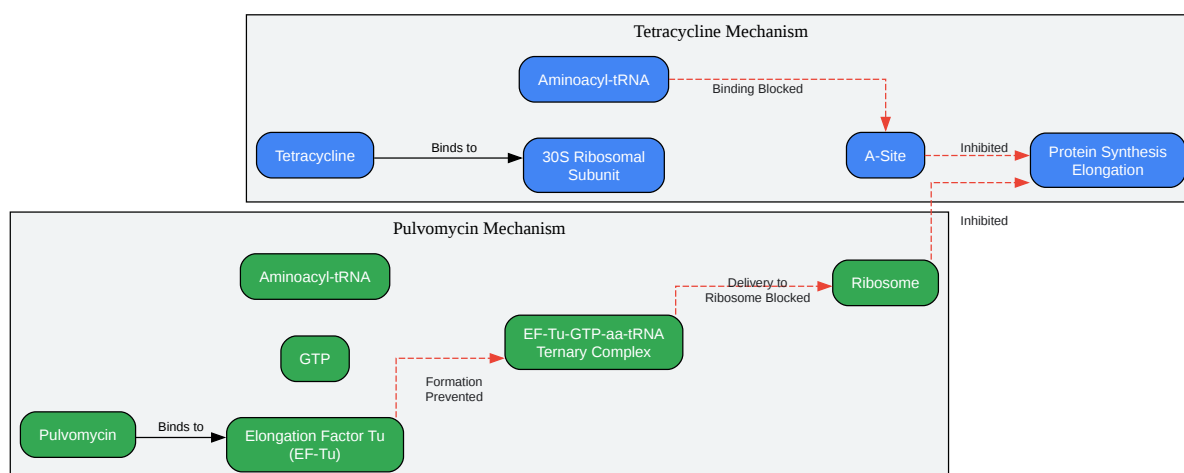 Tetracycline Mechanism
Aminoacyl-tRNA
Binding Blocked
Tetracycline
Binds to
30S Ribosomal
Subunit
A-Site
Inhibited
Protein Synthesis
Elongation
Inhibited
Pulvomycin Mechanism
Aminoacyl-tRNA
Ribosome
Delivery to
Ribosome Blocked
EF-Tu-GTP-aa-tRNA
Ternary Complex
GTP
Formation
Prevented
Pulvomycin
Binds to
Elongation Factor Tu
(EF-Tu)